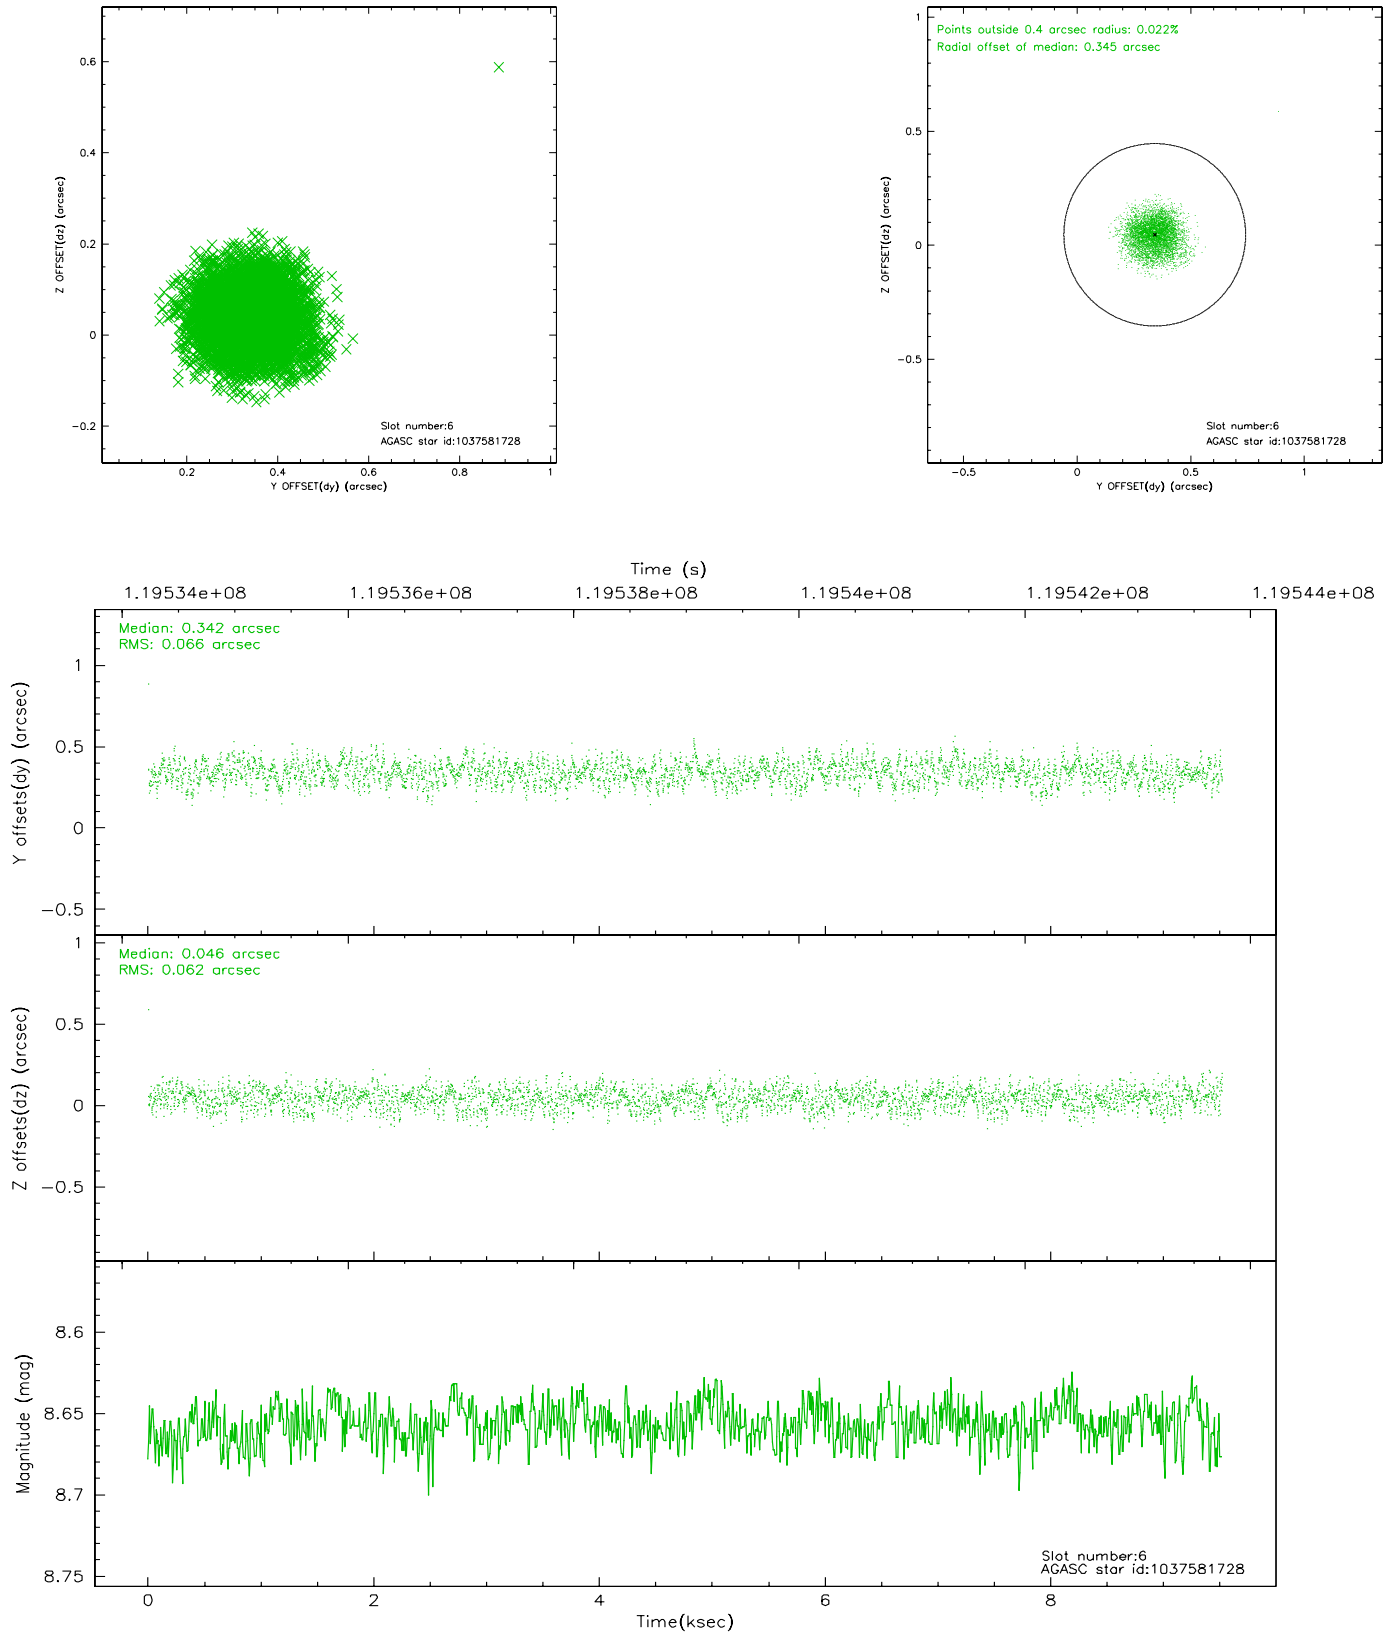 0.6
0.4
0.2
0
−0.2
Z OFFSET(dz) (arcsec)
Slot number:6
AGASC star id:1037581728
0.2 0.4 0.6 0.8 1
Y OFFSET(dy) (arcsec)
Points outside 0.4 arcsec radius: 0.022%
Radial offset of median: 0.345 arcsec
1
0.5
0
−0.5
Z OFFSET(dz) (arcsec)
Slot number:6
AGASC star id:1037581728
−0.5 0 0.5 1
Y OFFSET(dy) (arcsec)
Time (s)
1.19534e+08 1.19536e+08 1.19538e+08 1.1954e+08 1.19542e+08 1.19544e+08
Median: 0.342 arcsec
RMS: 0.066 arcsec
1
0.5
0
−0.5
Y offsets(dy) (arcsec)
Median: 0.046 arcsec
RMS: 0.062 arcsec
1
0.5
0
−0.5
Z offsets(dz) (arcsec)
8.6
8.65
8.7
8.75
Magnitude (mag)
Slot number:6
AGASC star id:1037581728
0 2 4 6 8
Time(ksec)